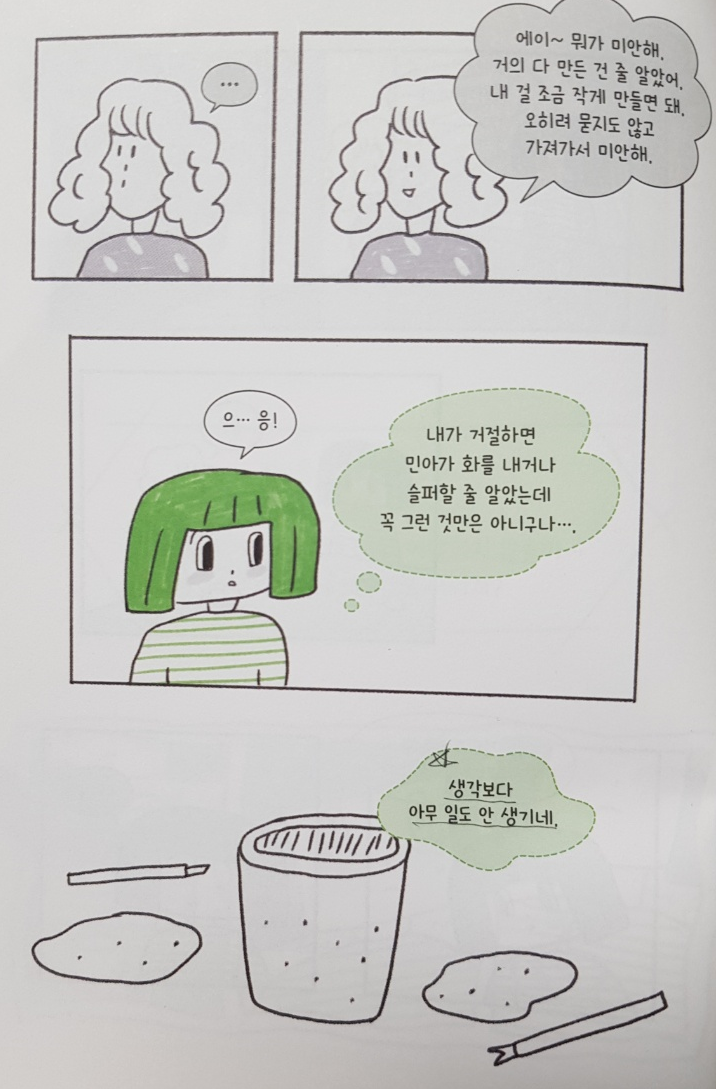 …
에이~ 뭐가 미안해.
거의 다 만든 건 줄 알았어.
내 걸 조금 작게 만들면 돼.
오히려 묻지도 않고
가져가서 미안해.
으… 응!
내가 거절하면
민아가 화를 내거나
슬퍼할 줄 알았는데
꼭 그런 것만은 아니구나….
생각보다
아무 일도 안 생기네.